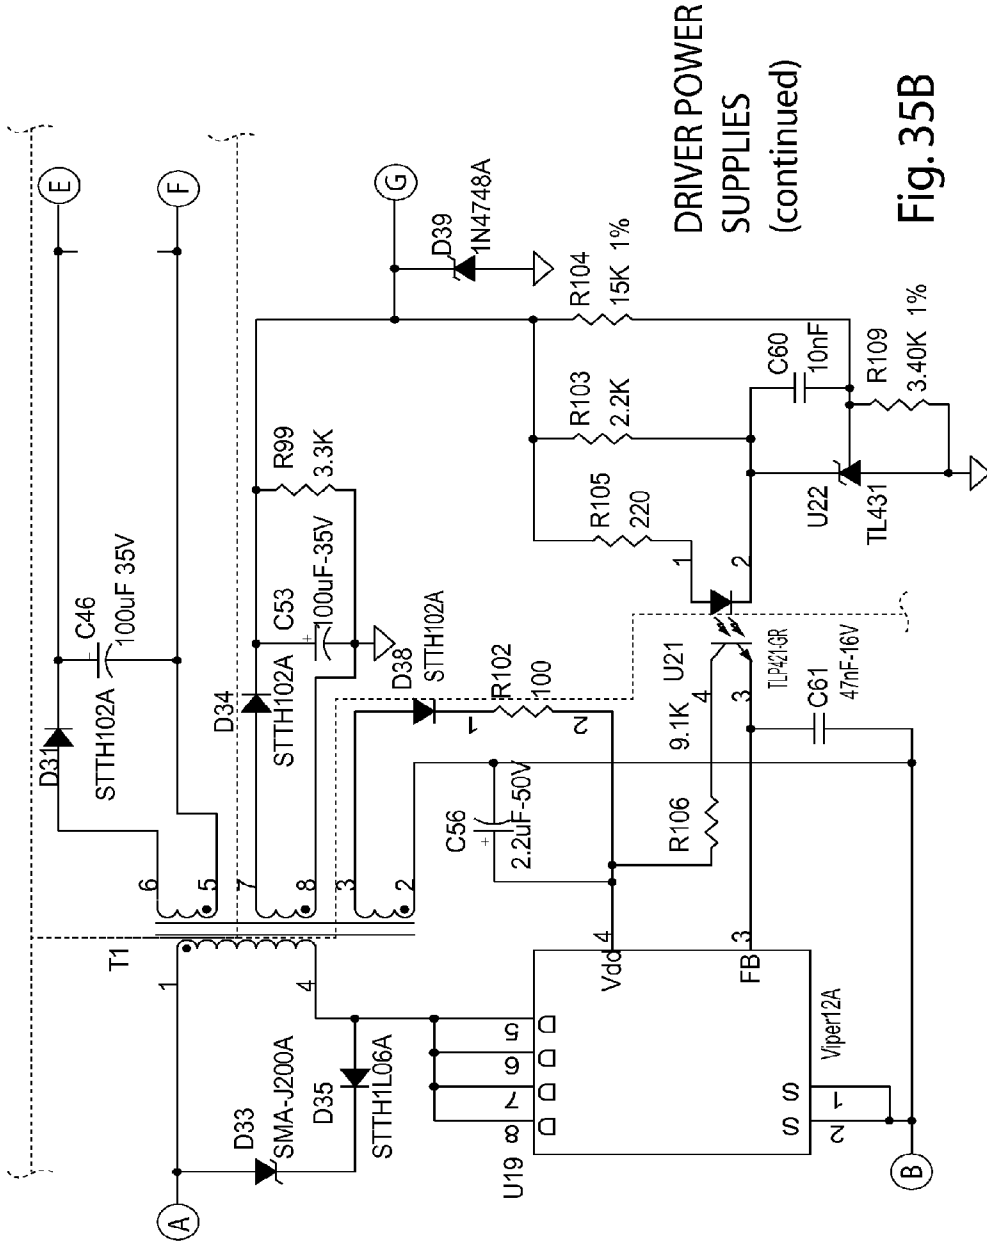 DRIVER POWER
SUPPLIES
(continued)
Fig. 35B
A
B
E
F
G
T1
1
4
6
5
7
8
3
2
D31
STTH102A
C46
+
100uF 35V
D34
STTH102A
C53
+
100uF-35V
R99
3.3K
D38
STTH102A
1
R102
100
2
D39
1N4748A
R104
15K 1%
R103
2.2K
R105
220
C60
10nF
R109
3.40K 1%
U22
TL431
1
2
U21
TLP421-GR
4
3
9.1K
R106
C61
47nF-16V
C56
+
2.2uF-50V
D33
SMA-J200A
D35
STTH1L06A
U19
5
6
7
8
D
D
D
D
Vdd
4
FB
3
Viper12A
S
S
1
2